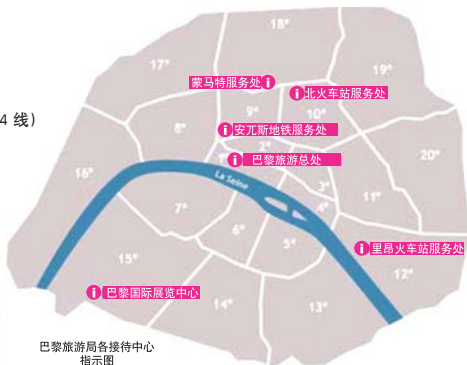 18e
17e
19e
蒙马特服务处
北火车站服务处
4 线)
9e
10e
8e
安兀斯地铁服务处
2e
20e
巴黎旅游总处
16e
La Seine
3e
11e
4e
7e
6e
5e
里昂火车站服务处
15e
12e
巴黎国际展览中心
14e
13e
巴黎旅游局各接待中心
指示图